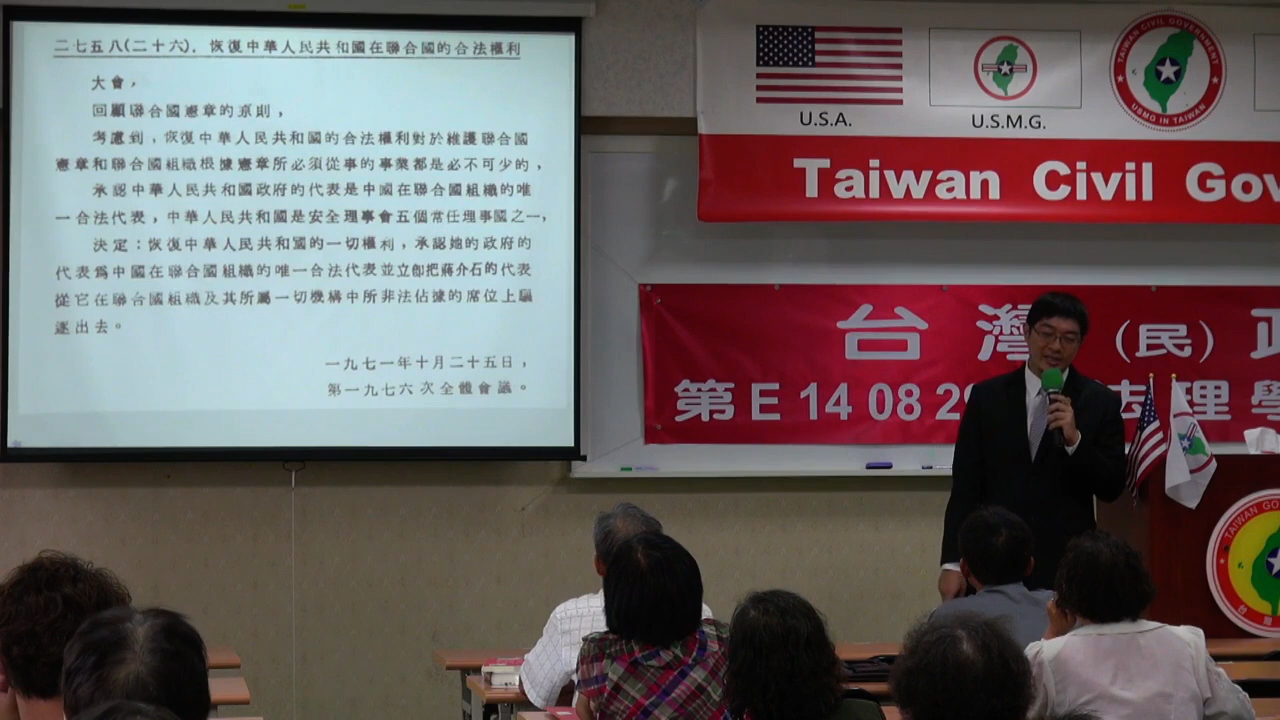 二七五八(二十六). 恢復中華人民共和國在聯合國的合法權利
大會，
回顧聯合國憲章的原則，
考慮到，恢復中華人民共和國的合法權利對於維護聯合國
憲章和聯合國組織根據憲章所必須從事的事業都是必不可少的，
承認中華人民共和國政府的代表是中國在聯合國組織的唯
一合法代表，中華人民共和國是安全理事會五個常任理事國之一，
決定：恢復中華人民共和國的一切權利，承認她的政府的
代表為中國在聯合國組織的唯一合法代表並立即把蔣介石的代表
從它在聯合國組織及其所屬一切機構中所非法佔據的席位上驅
逐出去。
一九七一年十月二十五日，
第一九七六次全體會議。
U.S.A.
U.S.M.G.
TAIWAN CIVIL GOVERNMENT
USMG IN TAIWAN
Taiwan Civil Gov
台灣（民）政
第E 14 08 2 志理學
TAIWAN GO